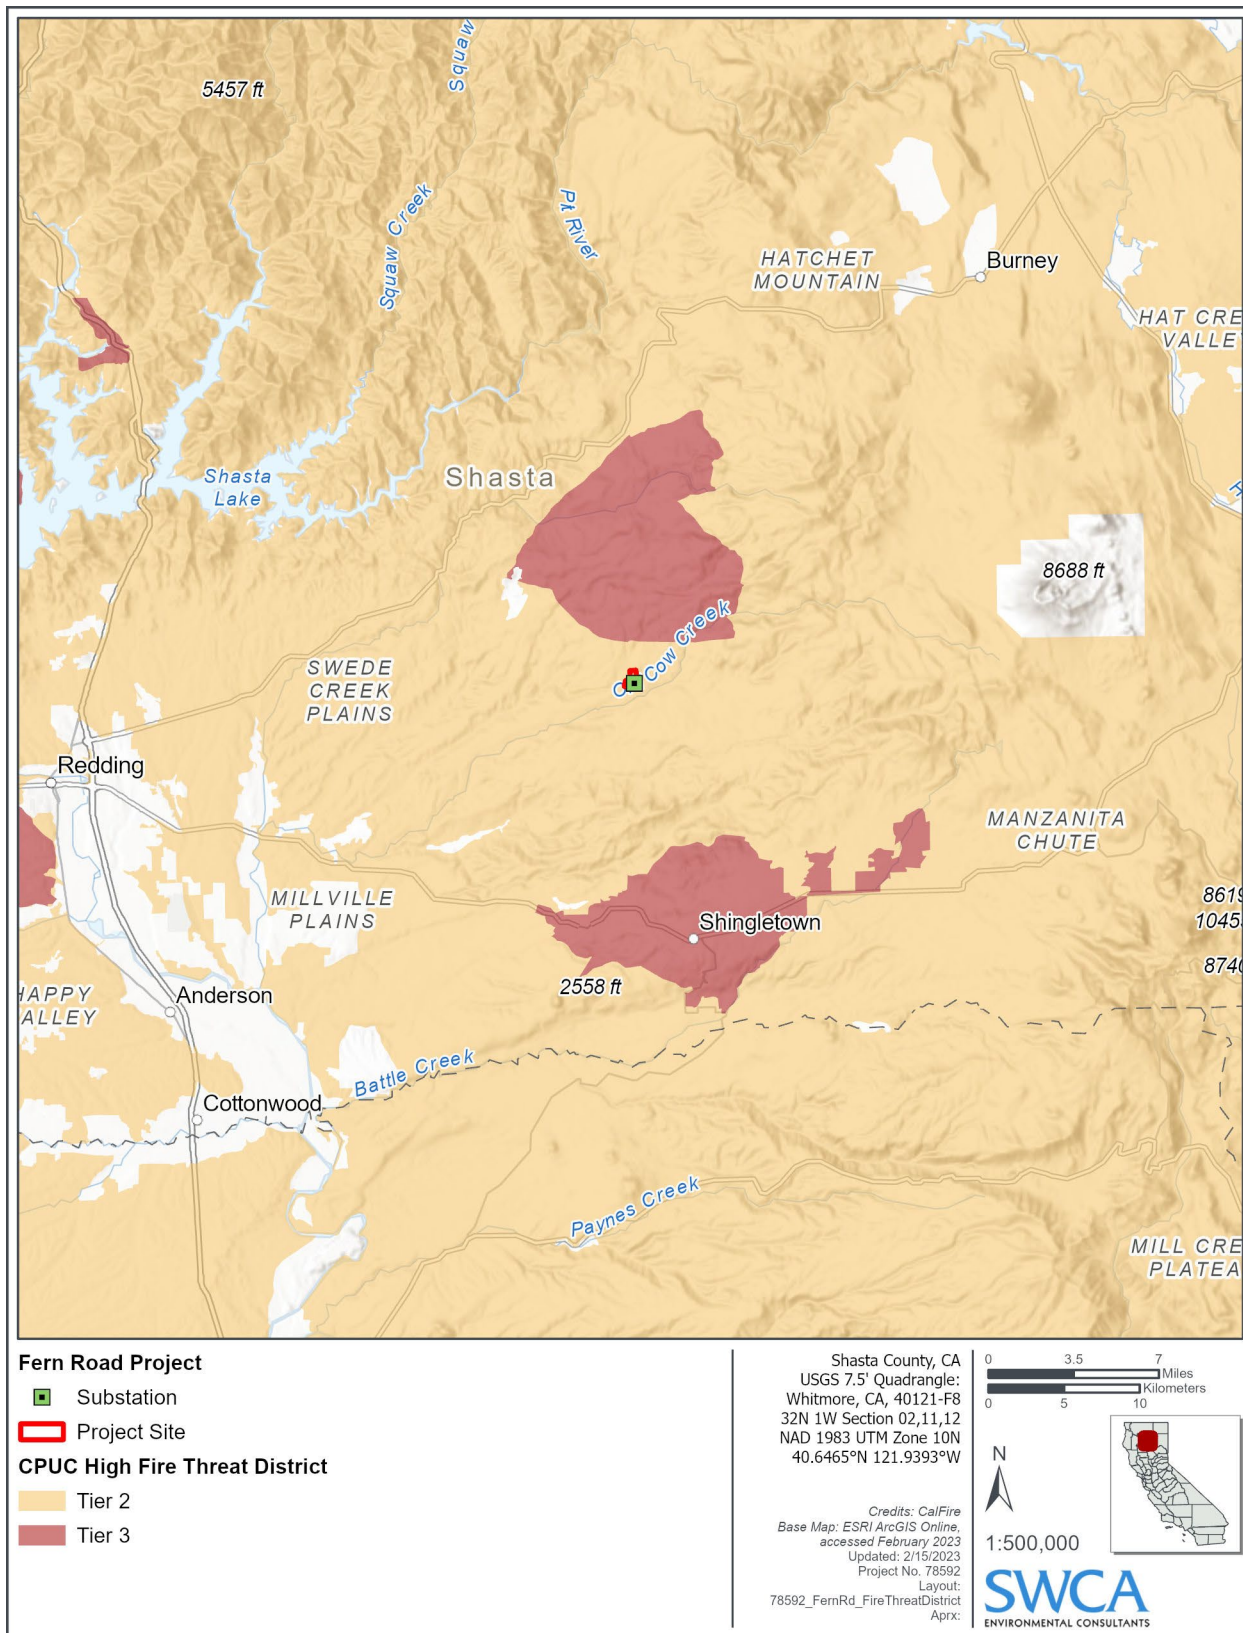 Squaw
5457 ft
Squaw Creek
Pit River
HATCHET
MOUNTAIN
Burney
HAT CRE
VALLEY
Shasta
Lake
Shasta
8688 ft
Cow Creek
SWEDE
CREEK
PLAINS
Redding
MANZANITA
CHUTE
MILLVILLE
PLAINS
Shingletown
8619
1045
8740
2558 ft
HAPPY
ALLEY
Anderson
Battle Creek
Cottonwood
Paynes Creek
MILL CRE
PLATEA
Fern Road Project
Substation
Project Site
CPUC High Fire Threat District
Tier 2
Tier 3
Shasta County, CA
USGS 7.5' Quadrangle:
Whitmore, CA, 40121-F8
32N 1W Section 02,11,12
NAD 1983 UTM Zone 10N
40.6465°N 121.9393°W
Credits: CalFire
Base Map: ESRI ArcGIS Online,
accessed February 2023
Updated: 2/15/2023
Project No. 78592
Layout:
78592_FernRd_FireThreatDistrict
Aprx:
0 3.5 7
Miles
Kilometers
0 5 10
N
1:500,000
SWCA
ENVIRONMENTAL CONSULTANTS